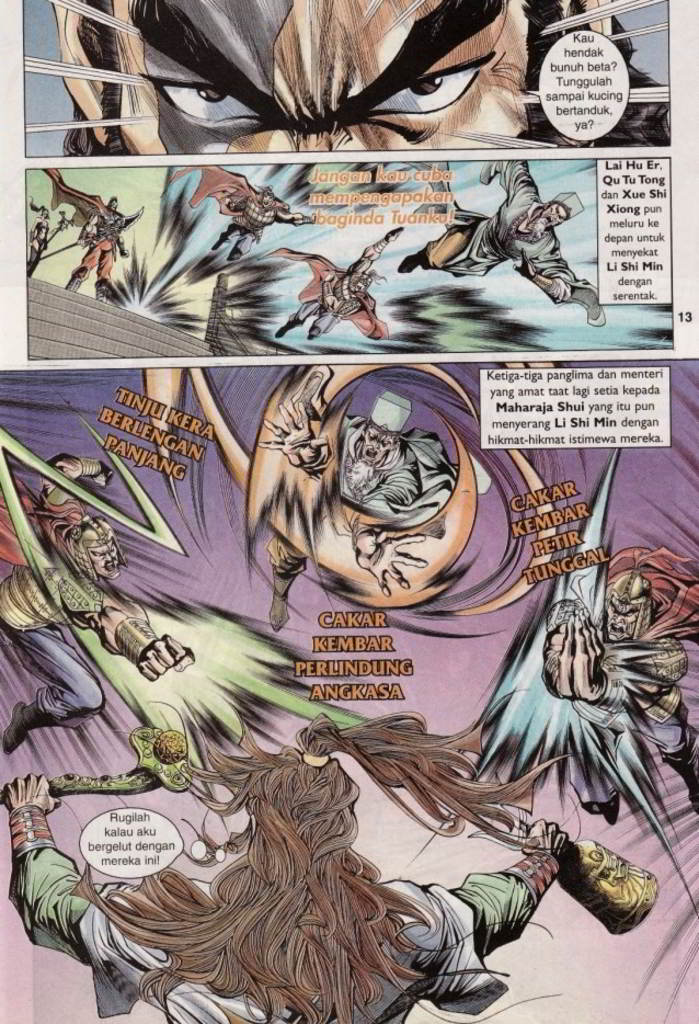 Kau
hendak
bunuh beta?
Tunggulah
sampai kucing
bertanduk,
ya?
Jangan kau cuba
mempengapakan
baginda Tuanku!
Lai Hu Er,
Qu Tu Tong
dan Xue Shi
Xiong pun
meluru ke
depan untuk
menyekat
Li Shi Min
dengan
serentak.
13
Ketiga-tiga panglima dan menteri
yang amat taat lagi setia kepada
Maharaja Shui yang itu pun
menyerang Li Shi Min dengan
hikmat-hikmat istimewa mereka.
TINJU KERA
BERLENGAN
PANJANG
CAKAR
KEMBAR
PETIR
TUNGGAL
CAKAR
KEMBAR
PERLINDUNG
ANGKASA
Rugilah
kalau aku
bergelut dengan
mereka ini!